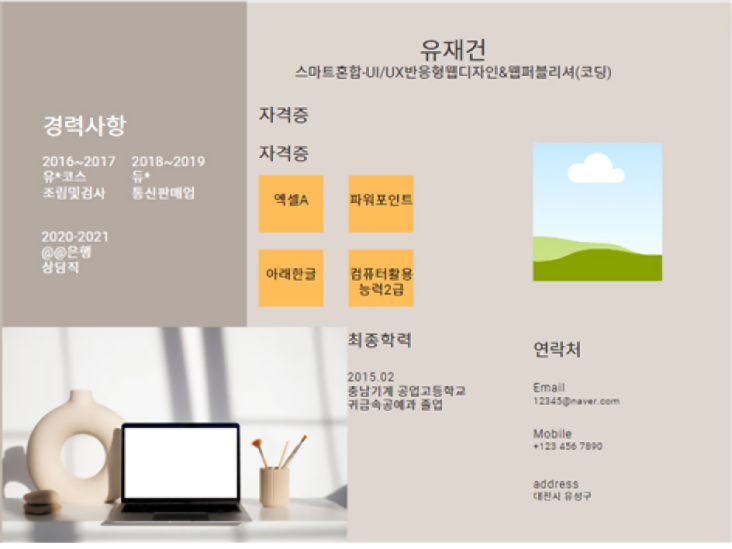 유재건
스마트혼합-UI/UX반응형웹디자인&웹퍼블리셔(코딩)
경력사항
2016~2017
유*코스
조립및검사
2018~2019
듀*
통신판매업
2020-2021
@@은행
상담직
자격증
자격증
엑셀A
파워포인트
아래한글
컴퓨터활용
능력2급
최종학력
2015.02
충남기계 공업고등학교
귀금속공예과 졸업
연락처
Email
12345@naver.com
Mobile
+123 456 7890
address
대전시 유성구